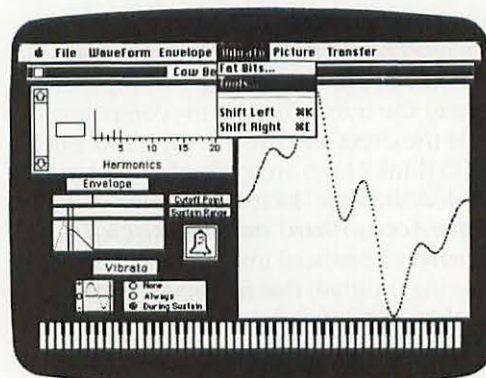 File WaveForm Envelope Vibrato Picture Transfer
Cow Be
Fat Bits...
Tools...
Shift Left ⌘K
Shift Right ⌘E
0 5 10 15 20
Harmonics
Envelope
Cutoff Point
Sustain Range
Vibrato
None
Always
During Sustain